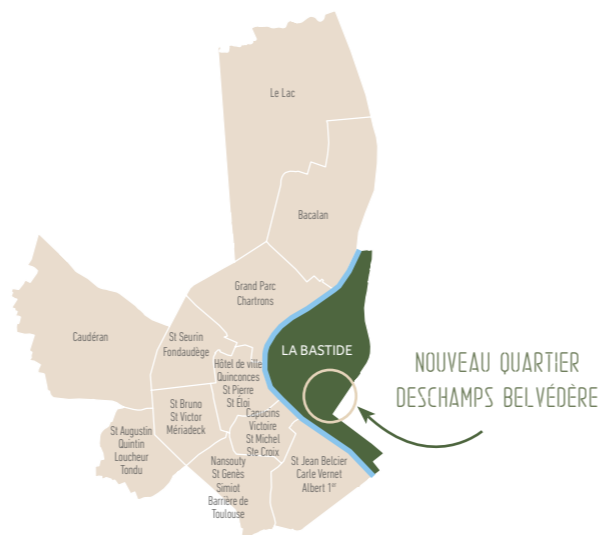 Le Lac
Bacalan
Grand Parc
Chartrons
Caudéran
St Seurin
Fondaudège
LA BASTIDE
Hôtel de ville
Quinconces
St Pierre
St Éloi
NOUVEAU QUARTIER
DESCHAMPS BELVÉDÈRE
St Bruno
St Victor
Mériadeck
Capucins
Victoire
St Michel
Ste Croix
St Augustin
Quintin
Loucheur
Tondu
Nansouty
St Genès
Simiot
Barrière de
Toulouse
St Jean Belcier
Carle Vernet
Albert 1er